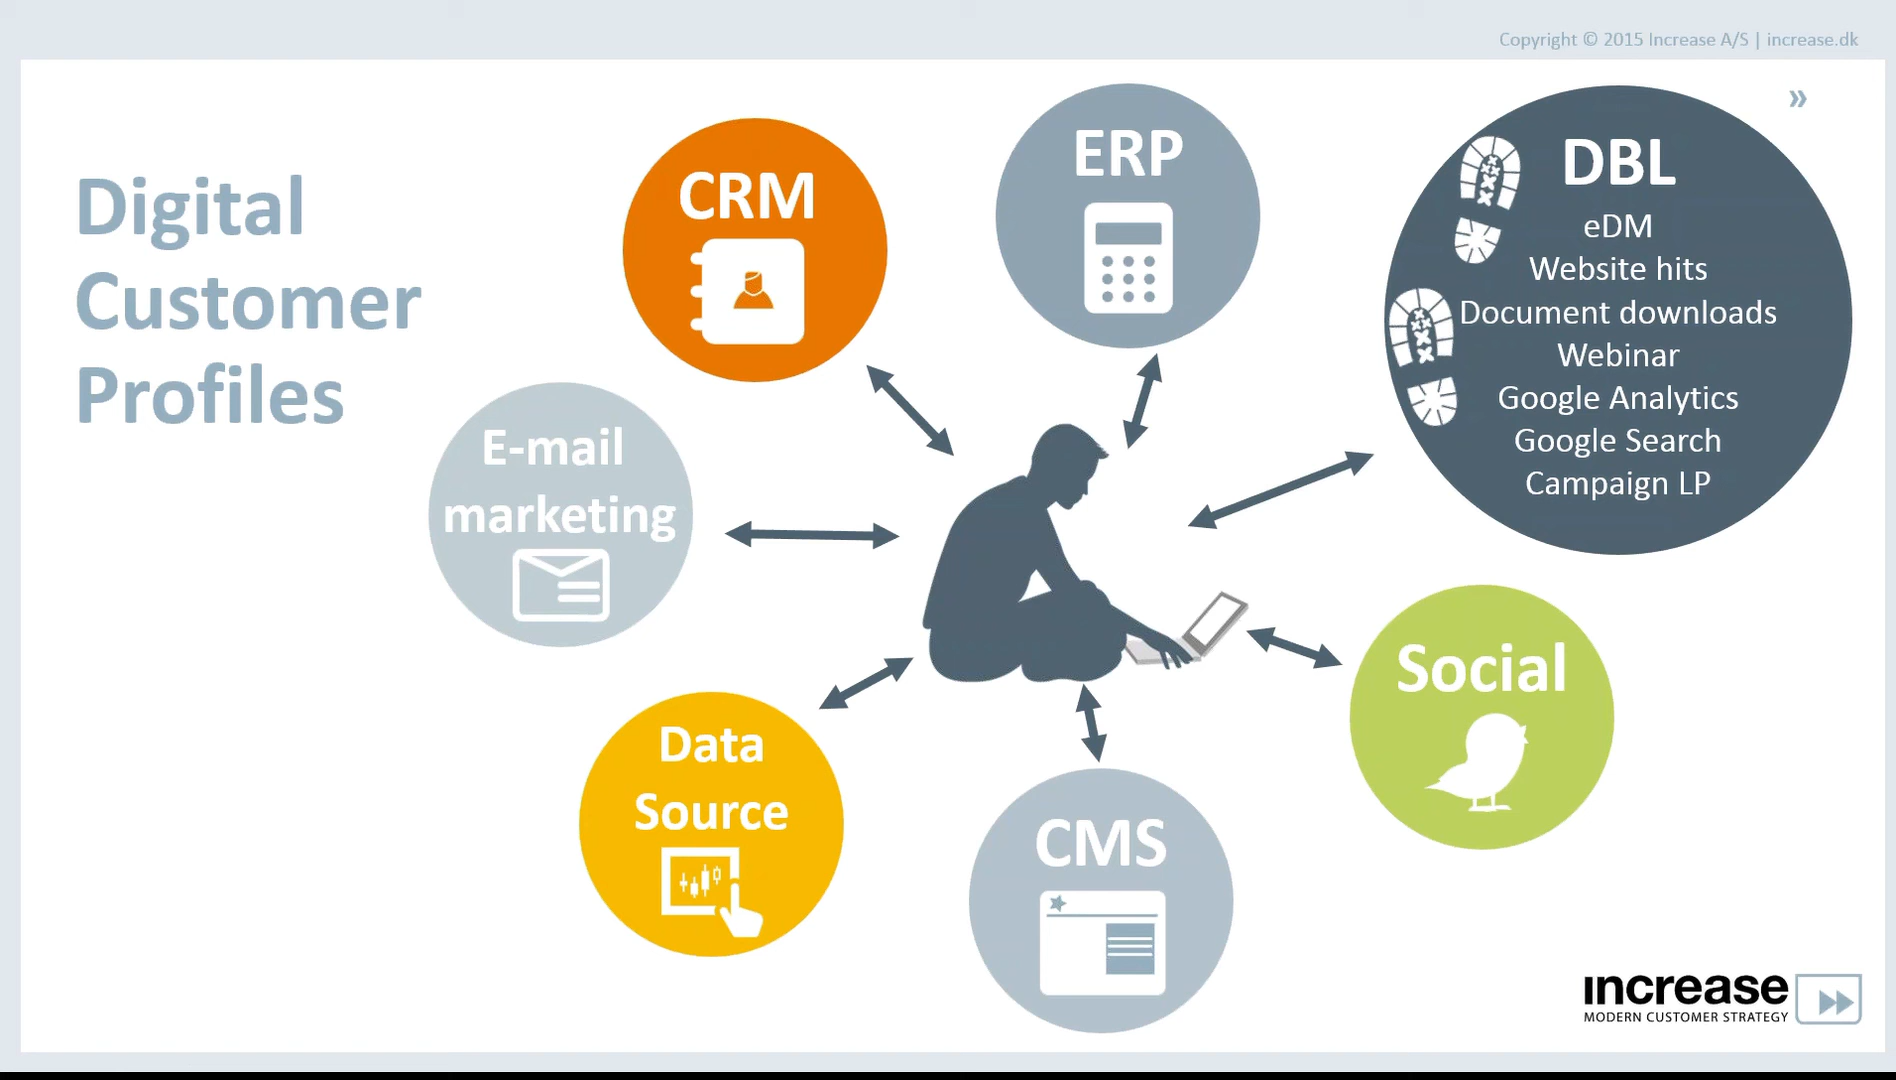 Copyright © 2015 Increase A/S | increase.dk
»
Digital
Customer
Profiles
CRM
ERP
DBL
eDM
Website hits
Document downloads
Webinar
Google Analytics
Google Search
Campaign LP
E-mail
marketing
Social
Data
Source
CMS
increase
MODERN CUSTOMER STRATEGY